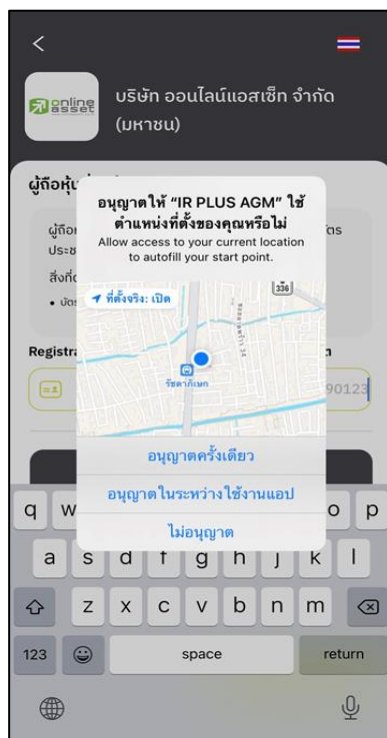 online
asset
บริษัท ออนไลน์แอสเซ็ท จำกัด
(มหาชน)
อนุญาตให้ “IR PLUS AGM” ใช้
ตำแหน่งที่ตั้งของคุณหรือไม่
Allow access to your current location
to autofill your start point.
ที่ตั้งจริง: เปิด
336
รัชดาภิเษก
ผู้ถือหุ้น
ประช
Registra
90123
อนุญาตครั้งเดียว
อนุญาตในระหว่างใช้งานแอป
ไม่อนุญาต
q w o p
a s d f g h j k l
z x c v b n m
123 space return